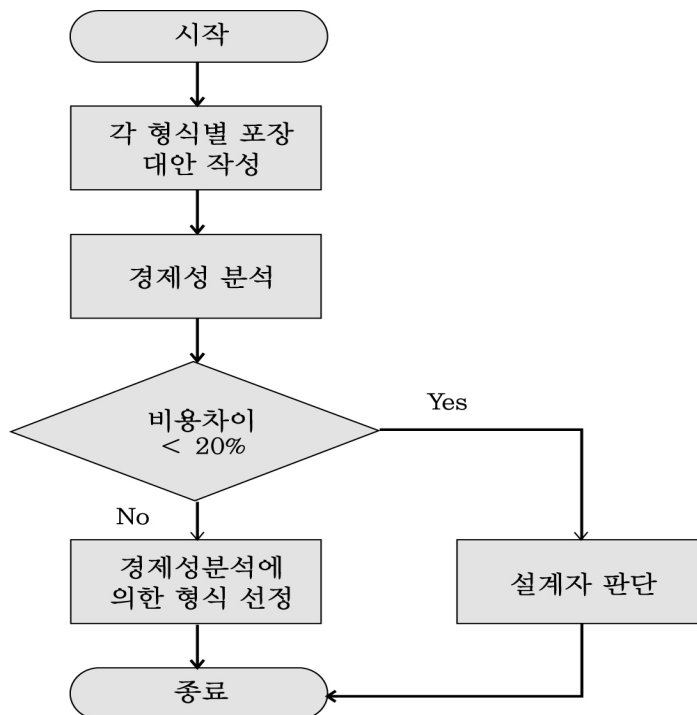 시작
각 형식별 포장
대안 작성
경제성 분석
비용차이
< 20%
Yes
No
경제성분석에
의한 형식 선정
설계자 판단
종료